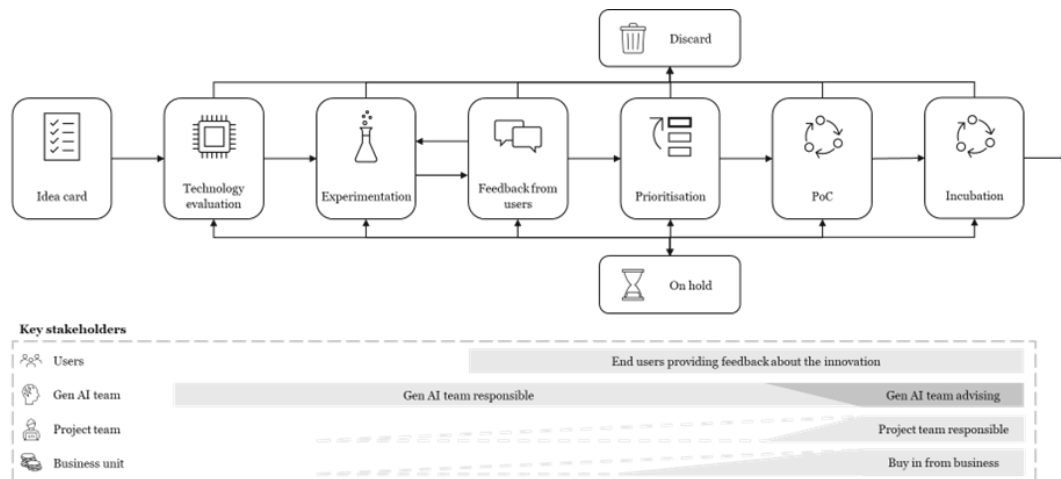 Discard
Idea card
Technology
evaluation
Experimentation
Feedback from
users
Prioritisation
PoC
Incubation
On hold
Key stakeholders
Users
End users providing feedback about the innovation
Gen AI team
Gen AI team responsible
Gen AI team advising
Project team
Project team responsible
Business unit
Buy in from business